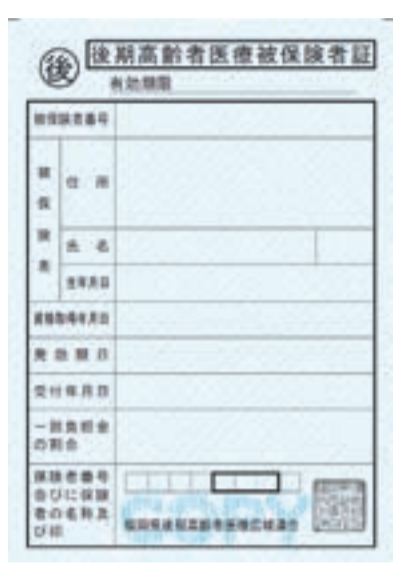 後
後期高齢者医療被保険者証
有効期限
被保険者番号
被保険者
住所
氏名
生年月日
資格取得年月日
発効期日
交付年月日
一部負担金
の割合
保険者番号
並びに保険
者の名称及
び印
福岡県後期高齢者医療広域連合
COPY